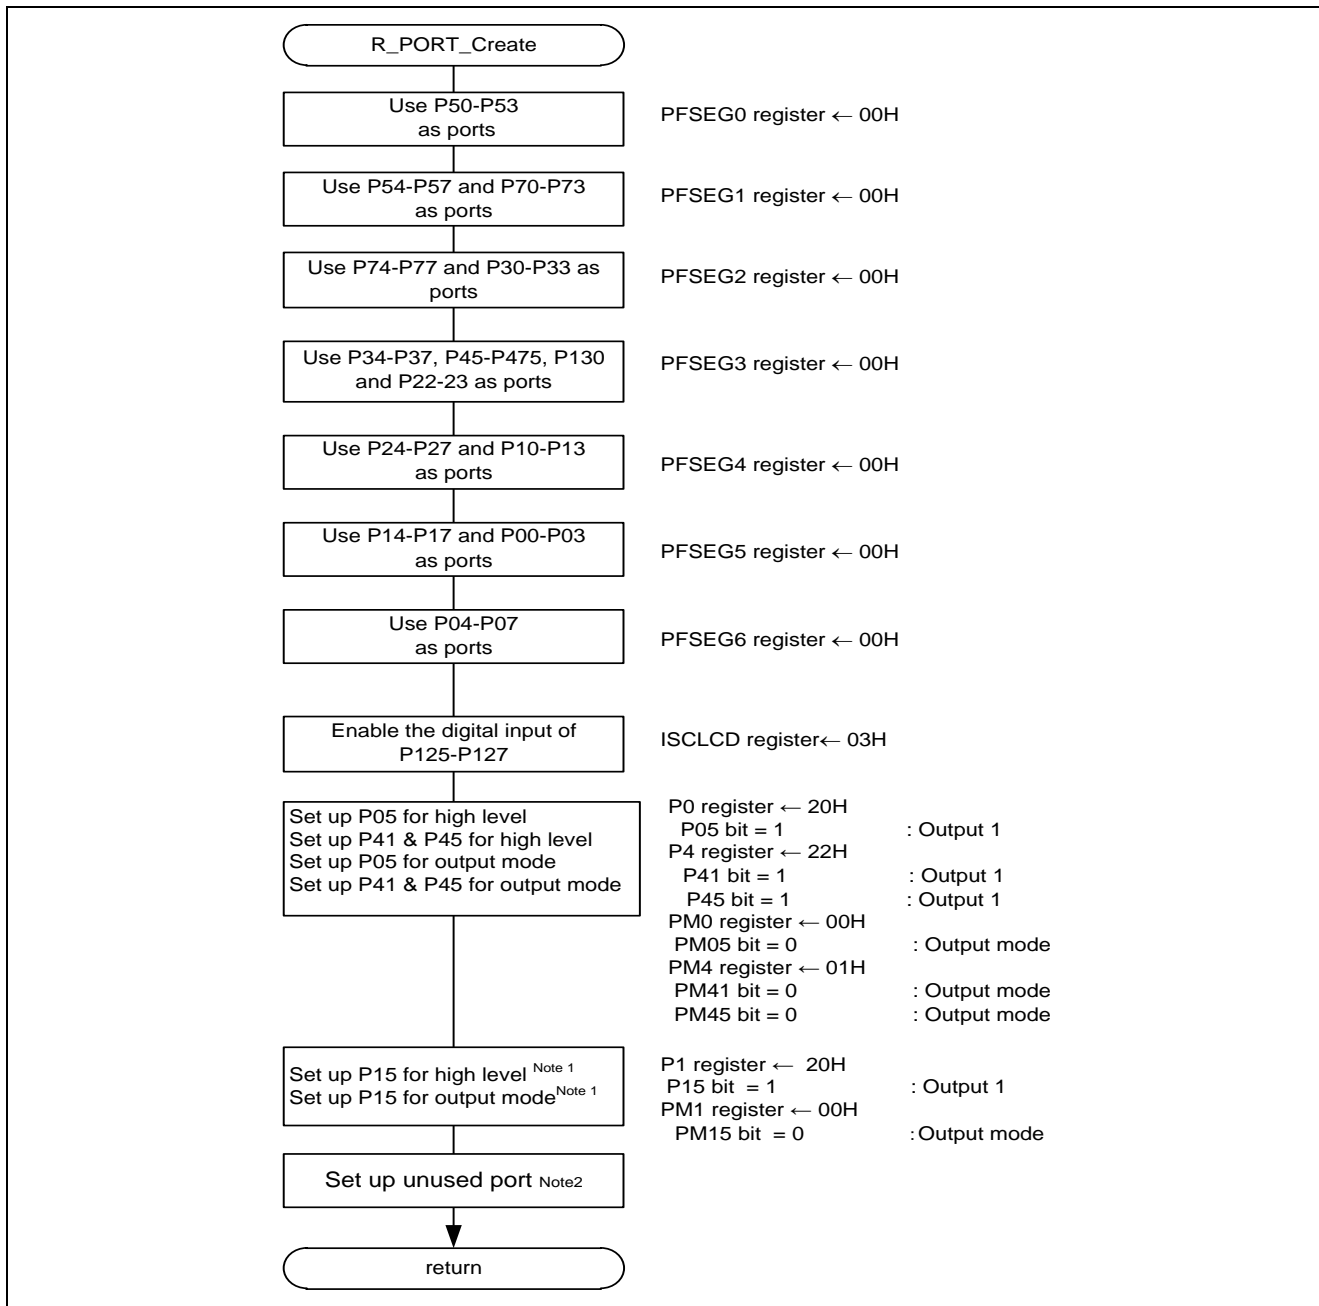 R_PORT_Create
Use P50-P53
as ports
PFSEG0 register ← 00H
Use P54-P57 and P70-P73
as ports
PFSEG1 register ← 00H
Use P74-P77 and P30-P33 as
ports
PFSEG2 register ← 00H
Use P34-P37, P45-P475, P130
and P22-23 as ports
PFSEG3 register ← 00H
Use P24-P27 and P10-P13
as ports
PFSEG4 register ← 00H
Use P14-P17 and P00-P03
as ports
PFSEG5 register ← 00H
Use P04-P07
as ports
PFSEG6 register ← 00H
Enable the digital input of
P125-P127
ISCLCD register← 03H
Set up P05 for high level
Set up P41 & P45 for high level
Set up P05 for output mode
Set up P41 & P45 for output mode
P0 register ← 20H
P05 bit = 1 : Output 1
P4 register ← 22H
P41 bit = 1 : Output 1
P45 bit = 1 : Output 1
PM0 register ← 00H
PM05 bit = 0 : Output mode
PM4 register ← 01H
PM41 bit = 0 : Output mode
PM45 bit = 0 : Output mode
Set up P15 for high level Note 1
Set up P15 for output mode Note 1
P1 register ← 20H
P15 bit = 1 : Output 1
PM1 register ← 00H
PM15 bit = 0 : Output mode
Set up unused port Note2
return